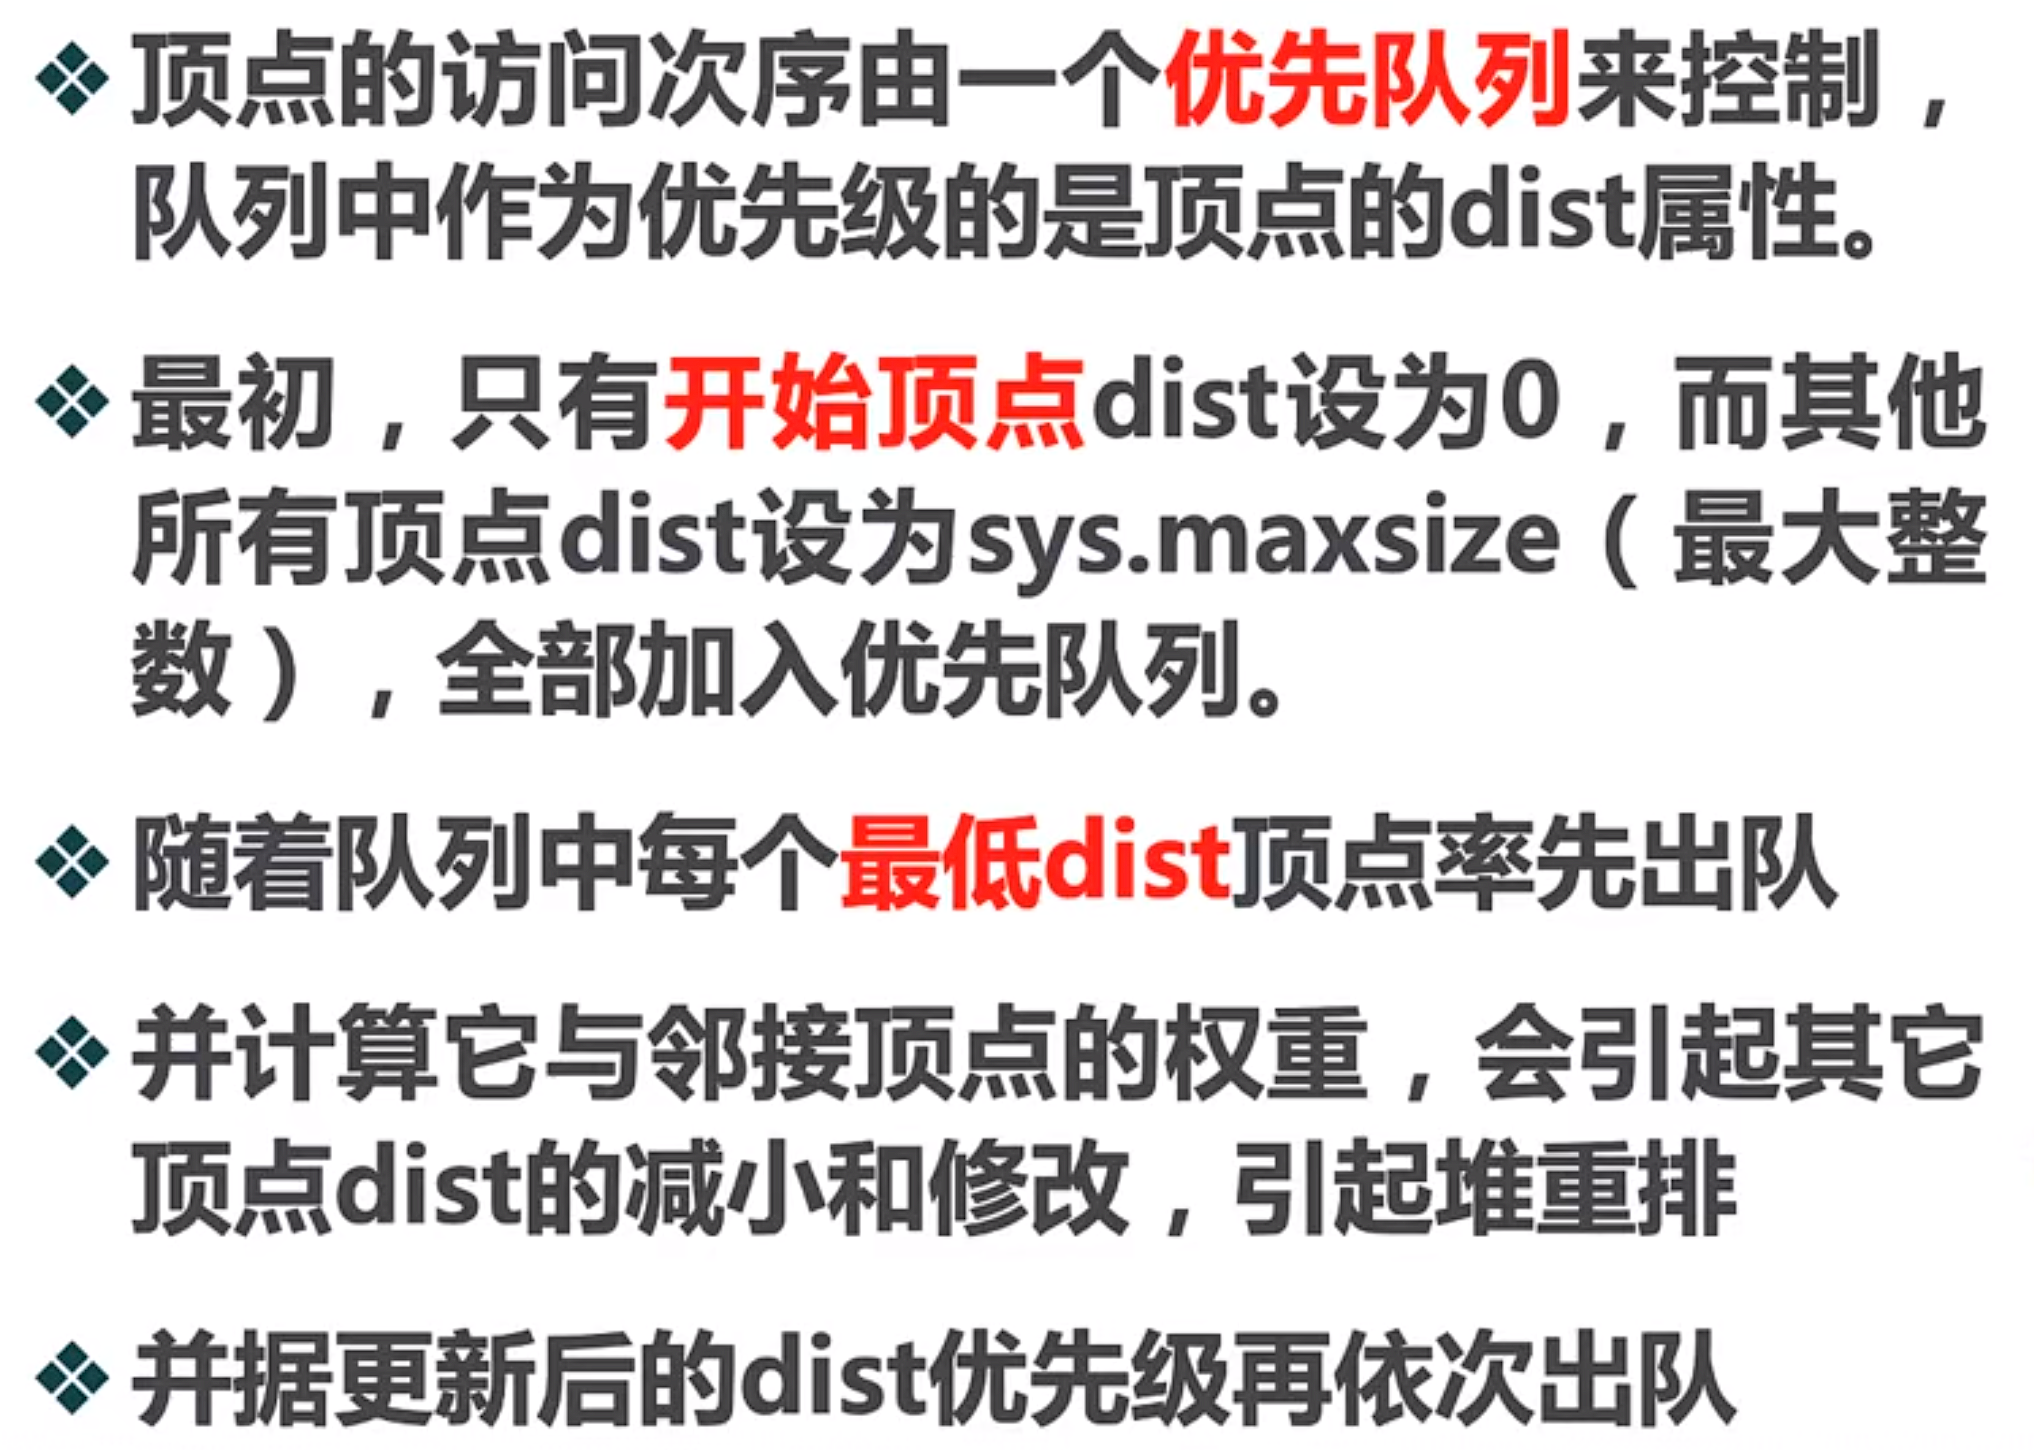 ❖顶点的访问次序由一个优先队列来控制，
队列中作为优先级的是顶点的dist属性。
❖最初，只有开始顶点dist设为0，而其他
所有顶点dist设为sys.maxsize（最大整
数），全部加入优先队列。
❖随着队列中每个最低dist顶点率先出队
❖并计算它与邻接顶点的权重，会引起其它
顶点dist的减小和修改，引起堆重排
❖并据更新后的dist优先级再依次出队